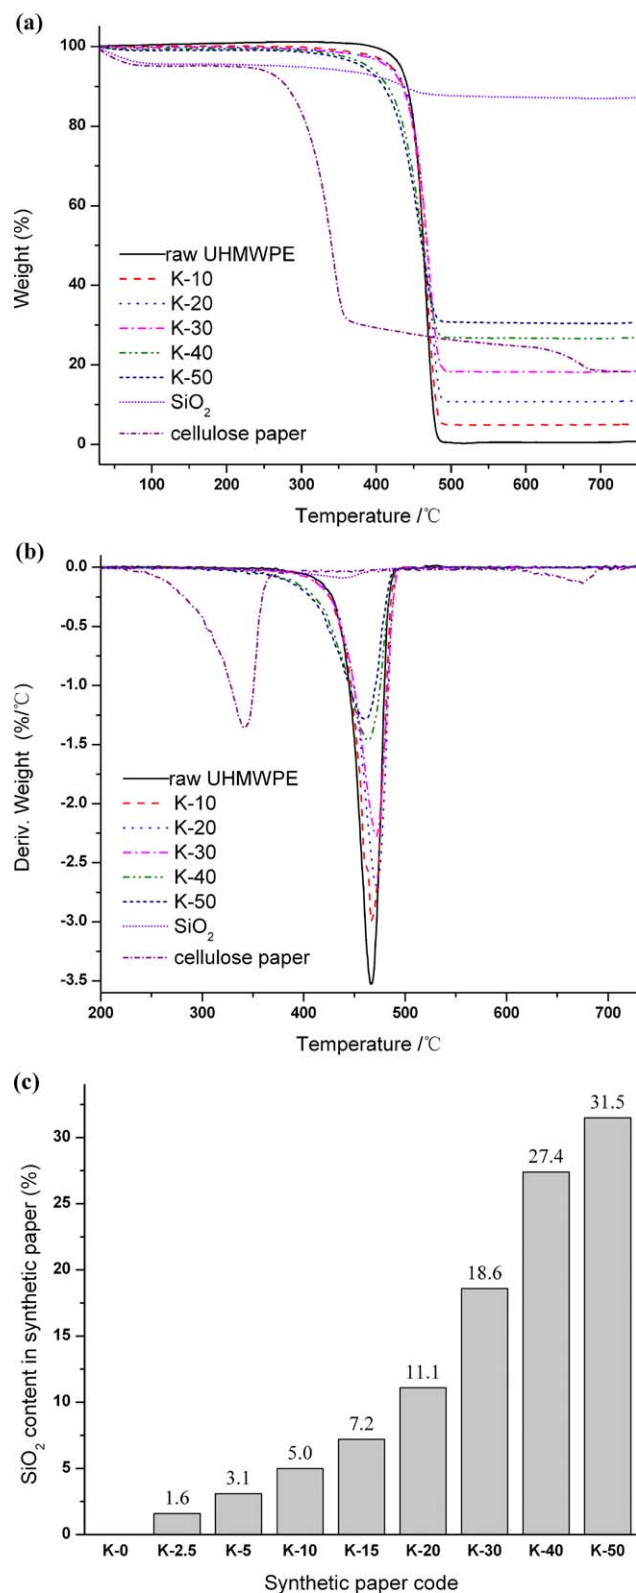 (a)
100
80
60
40
20
0
Weight (%)
raw UHMWPE
K-10
K-20
K-30
K-40
K-50
SiO₂
cellulose paper
100 200 300 400 500 600 700
Temperature /℃
(b)
0.0
-0.5
-1.0
-1.5
-2.0
-2.5
-3.0
-3.5
Deriv. Weight (%/℃)
raw UHMWPE
K-10
K-20
K-30
K-40
K-50
SiO₂
cellulose paper
200 300 400 500 600 700
Temperature /℃
(c)
30
25
20
15
10
5
0
SiO₂ content in synthetic paper (%)
1.6
3.1
5.0
7.2
11.1
18.6
27.4
31.5
K-0 K-2.5 K-5 K-10 K-15 K-20 K-30 K-40 K-50
Synthetic paper code